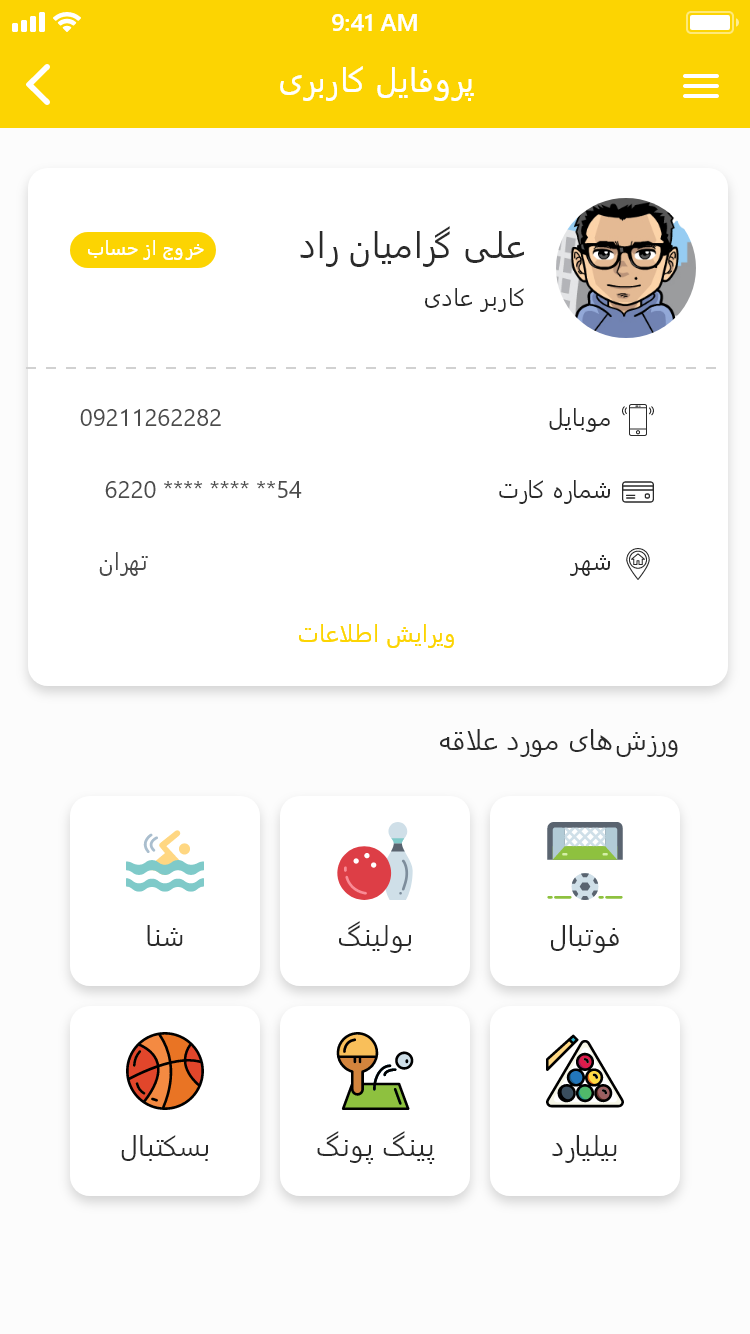 9:41 AM
پروفایل کاربری
علی گرامیان راد
خروج از حساب
کاربر عادی
موبایل 09211262282
شماره کارت 6220 **** **** **54
شهر تهران
ویرایش اطلاعات
ورزش‌های مورد علاقه
فوتبال بولینگ شنا
بیلیارد پینگ پونگ بسکتبال